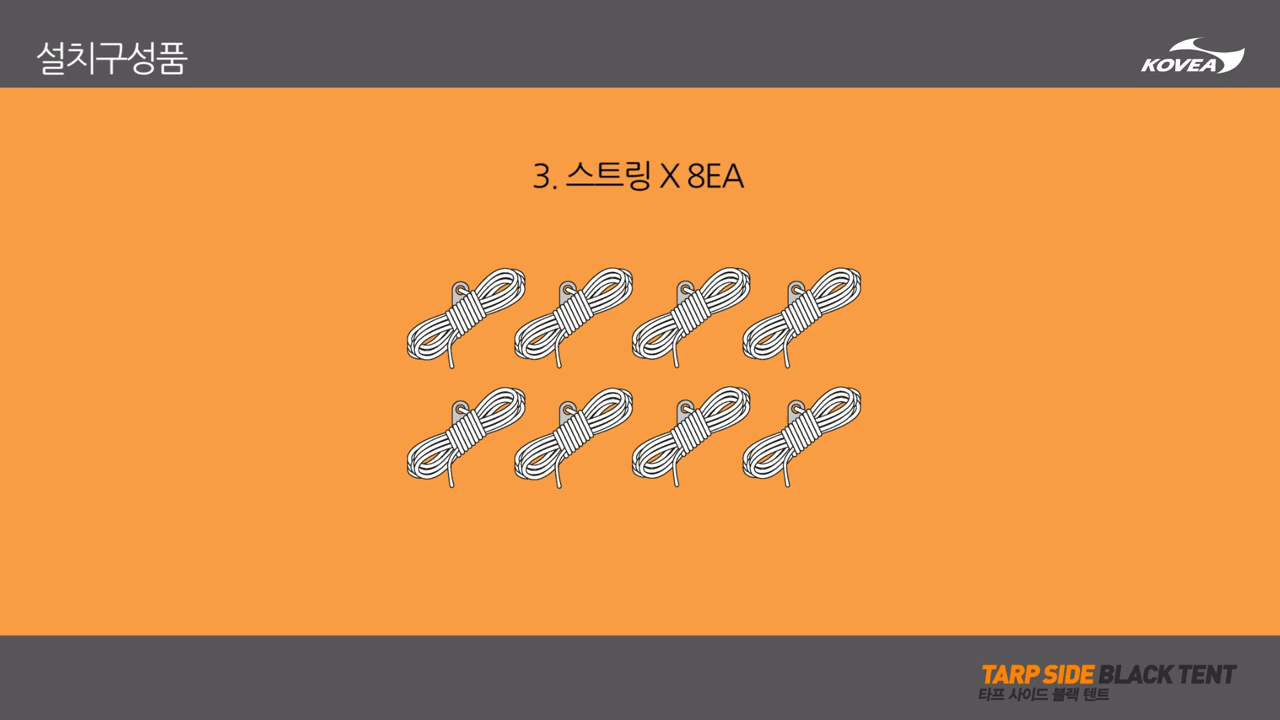 설치구성품
KOVEA
3. 스트링 X 8EA
TARP SIDE BLACK TENT
타프 사이드 블랙 텐트